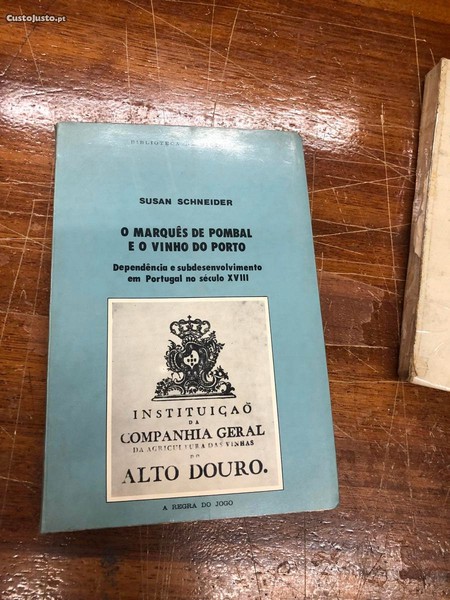 CustoJusto.pt
BIBLIOTECA
SUSAN SCHNEIDER
O MARQUÊS DE POMBAL
E O VINHO DO PORTO
Dependência e subdesenvolvimento
em Portugal no século XVIII
INSTITUIÇAÕ
DA
COMPANHIA GERAL
DA AGRICULTURA DAS VINHAS
DO
ALTO DOURO.
A REGRA DO JOGO